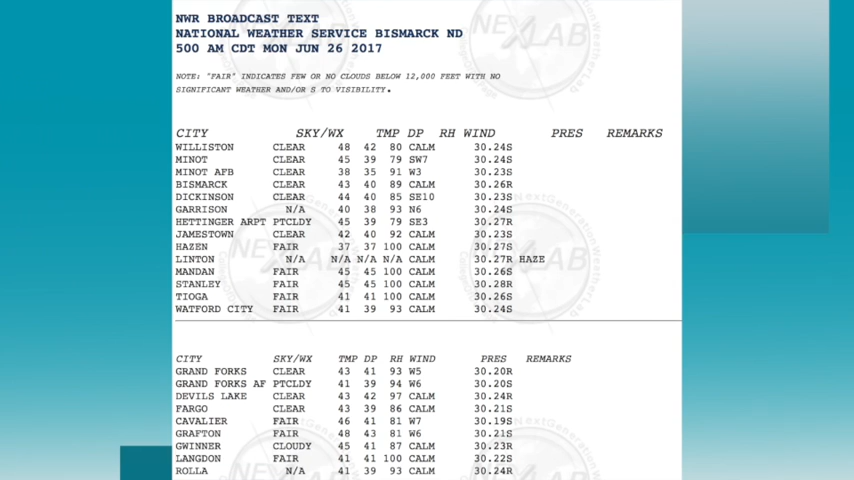 NWR BROADCAST TEXT
NATIONAL WEATHER SERVICE BISMARCK ND
500 AM CDT MON JUN 26 2017
NOTE: "FAIR" INDICATES FEW OR NO CLOUDS BELOW 12,000 FEET WITH NO
SIGNIFICANT WEATHER AND/OR S TO VISIBILITY.
CITY SKY/WX TMP DP RH WIND PRES REMARKS
WILLISTON CLEAR 48 42 80 CALM 30.24S
MINOT CLEAR 45 39 79 SW7 30.24S
MINOT AFB CLEAR 38 35 91 W3 30.23S
BISMARCK CLEAR 43 40 89 CALM 30.26R
DICKINSON CLEAR 44 40 85 SE10 30.23S
GARRISON N/A 40 38 93 N6 30.24S
HETTINGER ARPT PTCLDY 45 39 79 SE3 30.27R
JAMESTOWN CLEAR 42 40 92 CALM 30.23S
HAZEN FAIR 37 37 100 CALM 30.27S
LINTON N/A N/A N/A N/A CALM 30.27R HAZE
MANDAN FAIR 45 45 100 CALM 30.26S
STANLEY FAIR 45 45 100 CALM 30.28R
TIOGA FAIR 41 41 100 CALM 30.26S
WATFORD CITY FAIR 41 39 93 CALM 30.24S
CITY SKY/WX TMP DP RH WIND PRES REMARKS
GRAND FORKS CLEAR 43 41 93 W5 30.20R
GRAND FORKS AF PTCLDY 41 39 94 W6 30.20S
DEVILS LAKE CLEAR 43 42 97 CALM 30.24R
FARGO CLEAR 43 39 86 CALM 30.21S
CAVALIER FAIR 46 41 81 W7 30.19S
GRAFTON FAIR 48 43 81 W6 30.21S
GWINNER CLOUDY 45 41 87 CALM 30.23R
LANGDON FAIR 41 41 100 CALM 30.22S
ROLLA N/A 41 39 93 CALM 30.24R